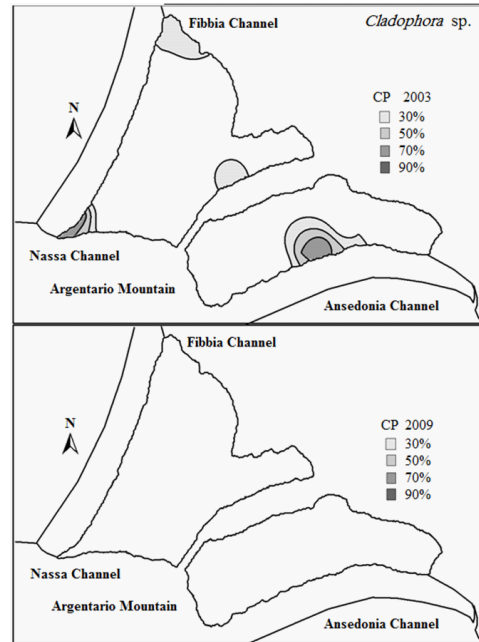 Fibbia Channel
Cladophora sp.
CP 2003
30%
50%
70%
90%
N
Nassa Channel
Argentario Mountain
Ansedonia Channel
Fibbia Channel
CP 2009
30%
50%
70%
90%
N
Nassa Channel
Argentario Mountain
Ansedonia Channel